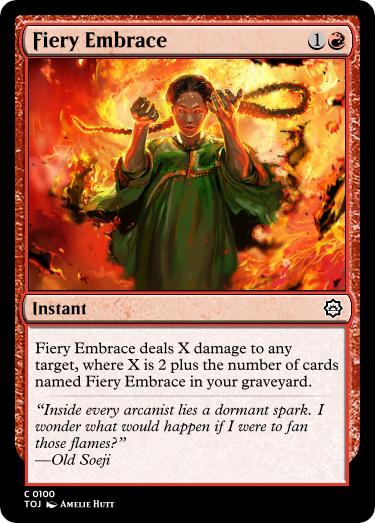 Fiery Embrace 1
Instant
Fiery Embrace deals X damage to any
target, where X is 2 plus the number of cards
named Fiery Embrace in your graveyard.
“Inside every arcanist lies a dormant spark. I
wonder what would happen if I were to fan
those flames?”
—Old Soeji
C 0100
TOJ Amelie Hutt